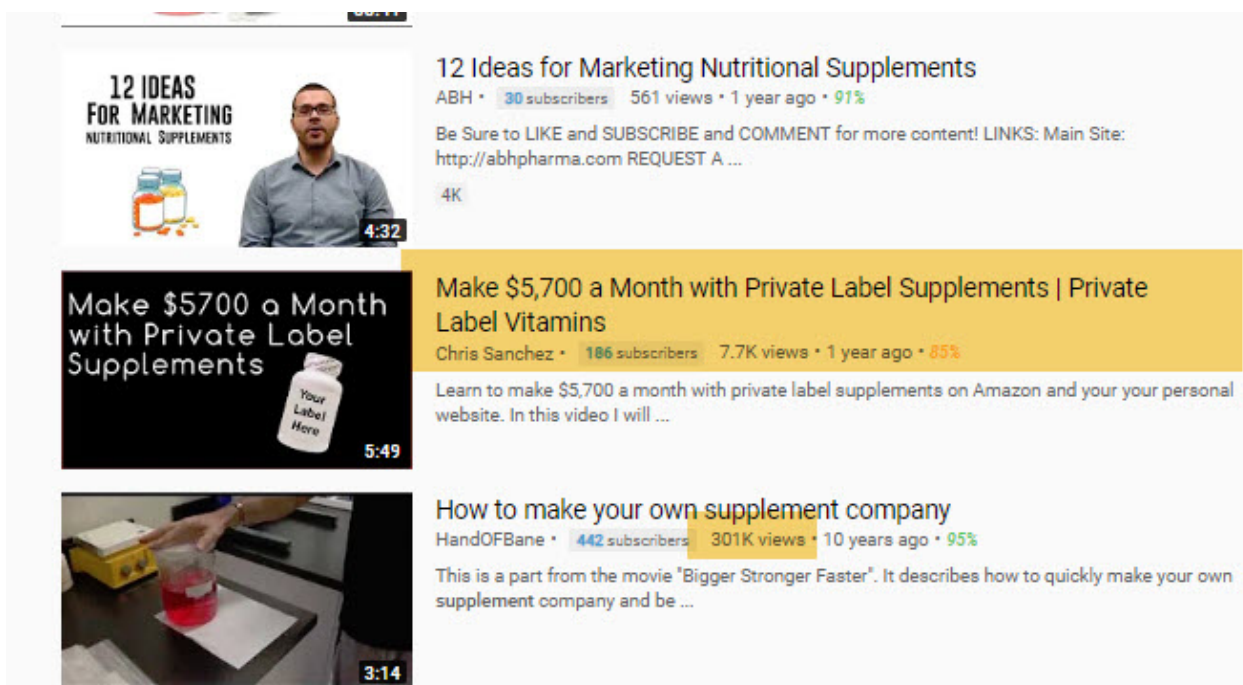 12 IDEAS
FOR MARKETING
NUTRITIONAL SUPPLEMENTS
4:32
12 Ideas for Marketing Nutritional Supplements
ABH • 30 subscribers 561 views • 1 year ago • 91%
Be Sure to LIKE and SUBSCRIBE and COMMENT for more content! LINKS: Main Site:
http://abhpharma.com REQUEST A ...
4K
Make $5700 a Month
with Private Label
Supplements
Your
Label
Here
5:49
Make $5,700 a Month with Private Label Supplements | Private
Label Vitamins
Chris Sanchez • 186 subscribers 7.7K views • 1 year ago • 85%
Learn to make $5,700 a month with private label supplements on Amazon and your your personal
website. In this video I will ...
3:14
How to make your own supplement company
HandOFBane • 442 subscribers 301K views • 10 years ago • 95%
This is a part from the movie "Bigger Stronger Faster". It describes how to quickly make your own
supplement company and be ...